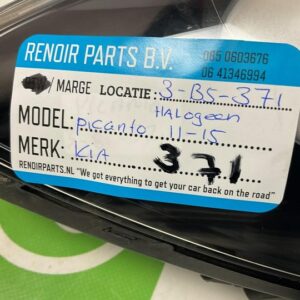 RENOIR PARTS B.V.
085 0603676
06 41346994
/ MARGE LOCATIE: 3-B5-371
HALOgeen
MODEL: picanto 11-15
MERK: KiA 371
RENOIRPARTS.NL "We got everything to get your car back on the road"